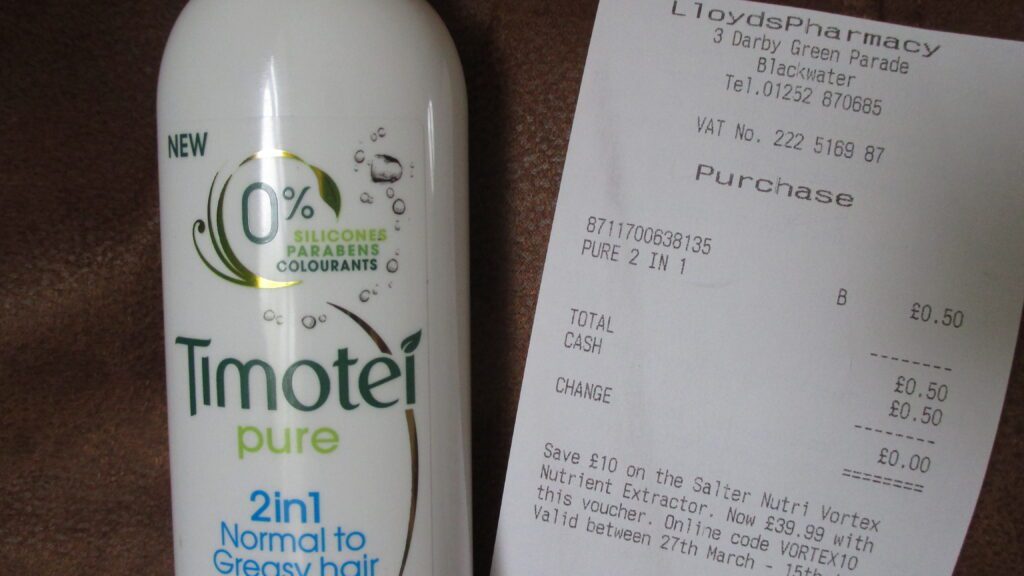 NEW
0%
SILICONES
PARABENS
COLOURANTS
Timotei
pure
2in1
Normal to
Greasy hair
LloydsPharmacy
3 Darby Green Parade
Blackwater
Tel.01252 870685
VAT No. 222 5169 87
Purchase
8711700638135
PURE 2 IN 1
B £0.50
-------
TOTAL £0.50
CASH £0.50
-------
CHANGE £0.00
=======
Save £10 on the Salter Nutri Vortex
Nutrient Extractor. Now £39.99 with
this voucher. Online code VORTEX10
Valid between 27th March - 15th